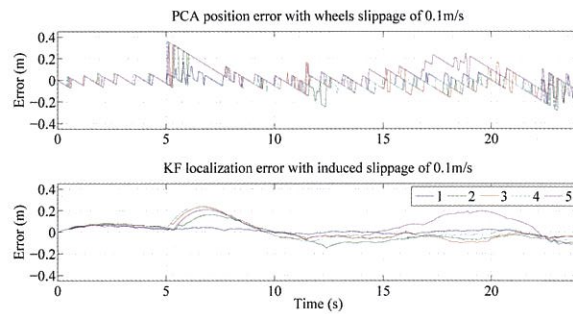 PCA position error with wheels slippage of 0.1m/s
0.4
0.2
0
−0.2
−0.4
Error (m)
0 5 10 15 20
KF localization error with induced slippage of 0.1m/s
0.4
0.2
0
−0.2
−0.4
Error (m)
1 2 3 4 5
0 5 10 15 20
Time (s)